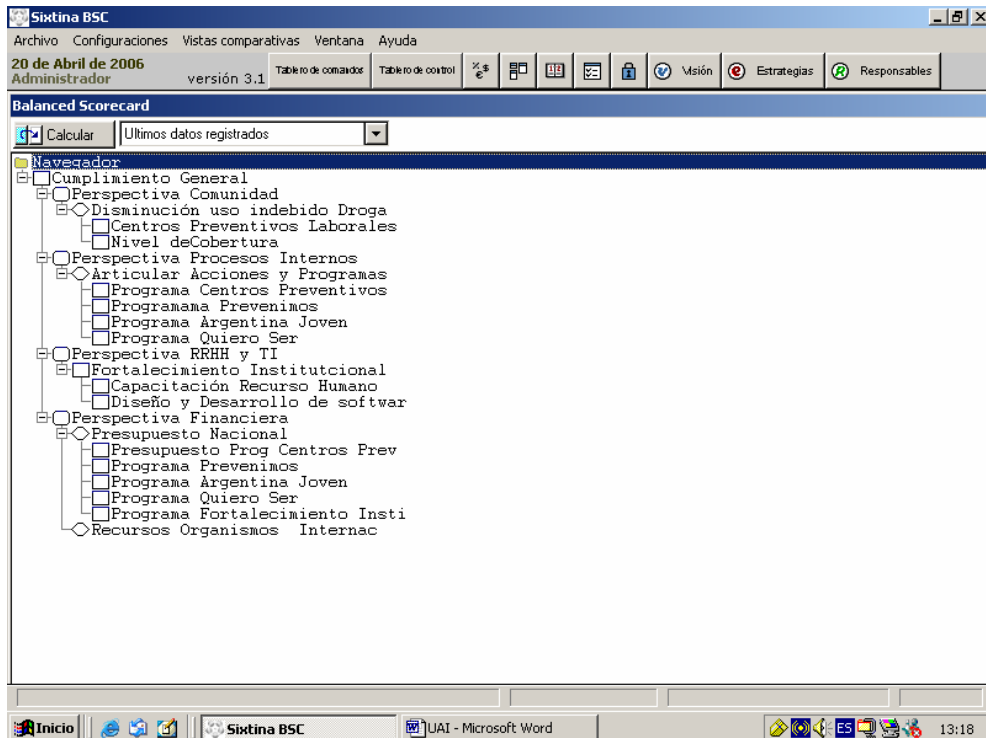 Sixtina BSC
Archivo Configuraciones Vistas comparativas Ventana Ayuda
20 de Abril de 2006
Administrador versión 3.1 Tablero de comandos Tablero de control Visión Estrategias Responsables
Balanced Scorecard
Calcular Ultimos datos registrados
Navegador
Cumplimiento General
Perspectiva Comunidad
Disminución uso indebido Droga
Centros Preventivos Laborales
Nivel deCobertura
Perspectiva Procesos Internos
Articular Acciones y Programas
Programa Centros Preventivos
Programama Prevenimos
Programa Argentina Joven
Programa Quiero Ser
Perspectiva RRHH y TI
Fortalecimiento Institutcional
Capacitación Recurso Humano
Diseño y Desarrollo de softwar
Perspectiva Financiera
Presupuesto Nacional
Presupuesto Prog Centros Prev
Programa Prevenimos
Programa Argentina Joven
Programa Quiero Ser
Programa Fortalecimiento Insti
Recursos Organismos Internac
Inicio Sixtina BSC UAI - Microsoft Word ES 13:18